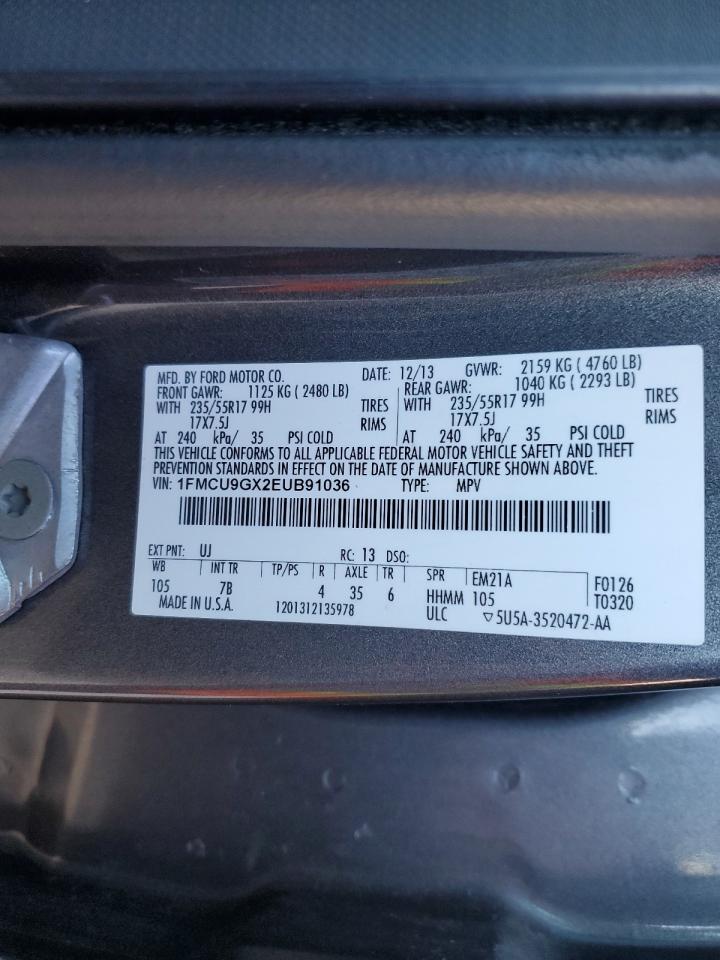 MFD. BY FORD MOTOR CO. DATE: 12/13 GVWR: 2159 KG ( 4760 LB)
FRONT GAWR: 1125 KG ( 2480 LB) REAR GAWR: 1040 KG ( 2293 LB)
WITH 235/55R17 99H TIRES WITH 235/55R17 99H TIRES
17X7.5J RIMS 17X7.5J RIMS
AT 240 kPa/ 35 PSI COLD AT 240 kPa/ 35 PSI COLD
THIS VEHICLE CONFORMS TO ALL APPLICABLE FEDERAL MOTOR VEHICLE SAFETY AND THEFT
PREVENTION STANDARDS IN EFFECT ON THE DATE OF MANUFACTURE SHOWN ABOVE.
VIN: 1FMCU9GX2EUB91036 TYPE: MPV
EXT PNT: UJ RC: 13 DSO:
WB INT TR TP/PS R AXLE TR SPR EM21A F0126
105 7B 4 35 6 HHMM 105 T0320
MADE IN U.S.A. 1201312135978 ULC ▽5U5A-3520472-AA